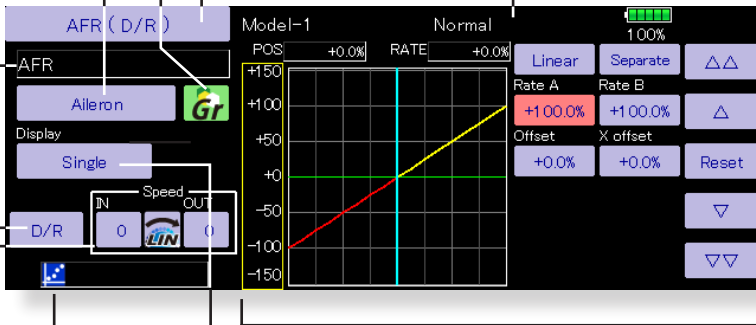 AFR ( D/R )
Model-1
Normal
100%
AFR
POS
+0.0%
RATE
+0.0%
Linear
Separate
△△
Aileron
Gr
Rate A
Rate B
+100.0%
+100.0%
△
Display
Single
Offset
X offset
+0.0%
+0.0%
Reset
Speed
IN
OUT
D/R
0
LIN
0
▽
▽▽
+150
+100
+50
+0
-50
-100
-150